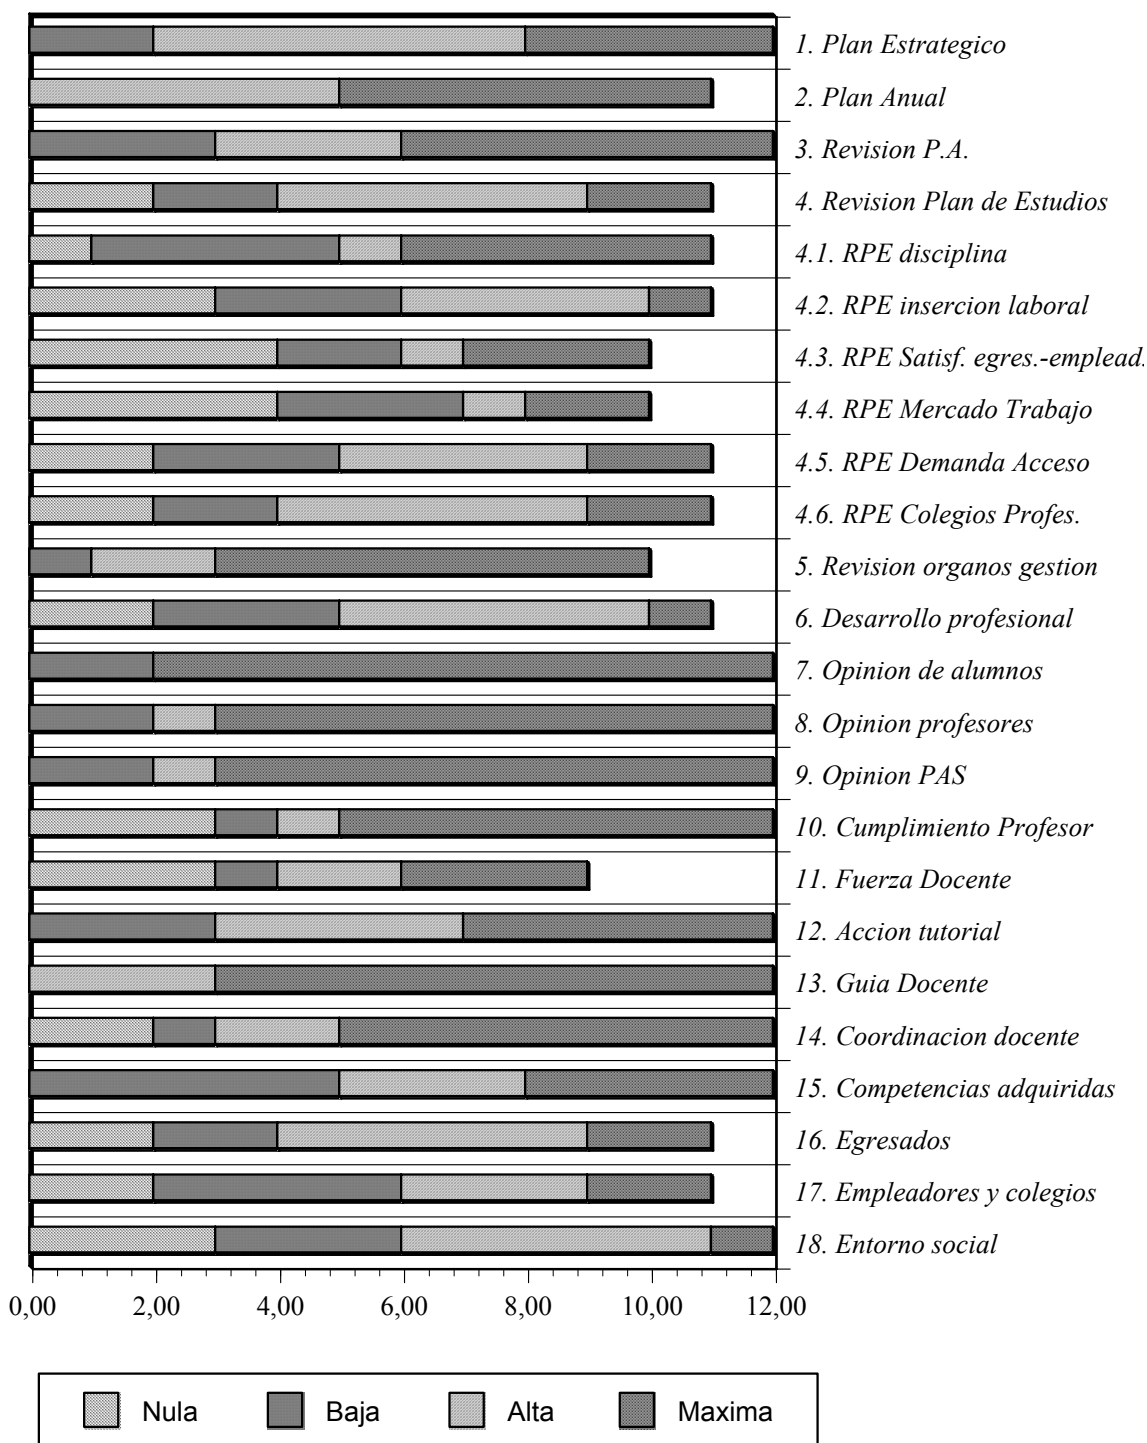 1. Plan Estrategico
2. Plan Anual
3. Revision P.A.
4. Revision Plan de Estudios
4.1. RPE disciplina
4.2. RPE insercion laboral
4.3. RPE Satisf. egres.-emplead.
4.4. RPE Mercado Trabajo
4.5. RPE Demanda Acceso
4.6. RPE Colegios Profes.
5. Revision organos gestion
6. Desarrollo profesional
7. Opinion de alumnos
8. Opinion profesores
9. Opinion PAS
10. Cumplimiento Profesor
11. Fuerza Docente
12. Accion tutorial
13. Guia Docente
14. Coordinacion docente
15. Competencias adquiridas
16. Egresados
17. Empleadores y colegios
18. Entorno social
0,00 2,00 4,00 6,00 8,00 10,00 12,00
Nula Baja Alta Maxima